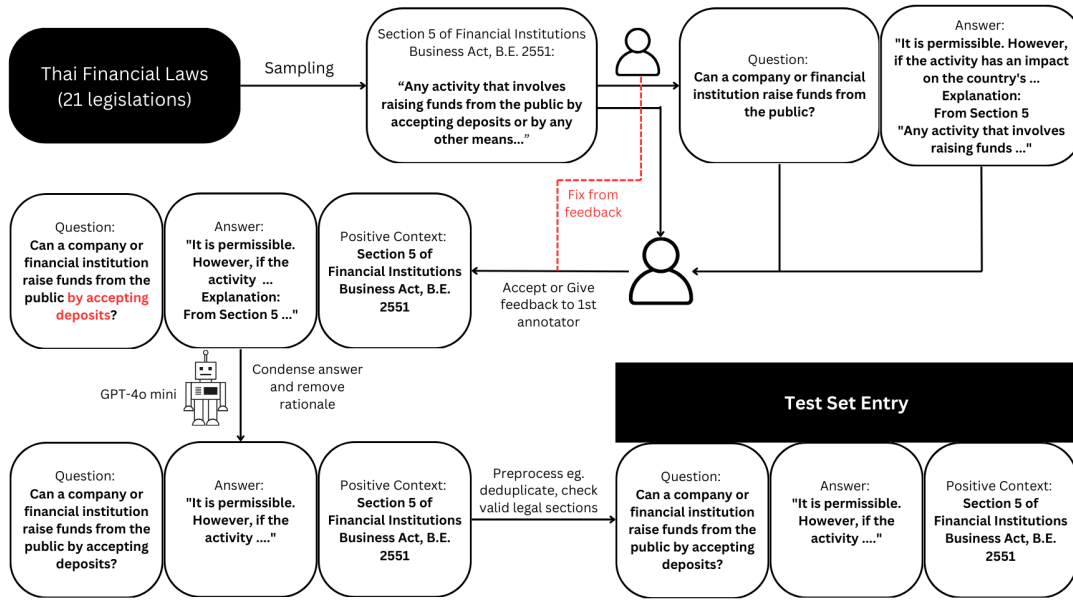 Thai Financial Laws
(21 legislations)
Sampling
Section 5 of Financial Institutions
Business Act, B.E. 2551:
“Any activity that involves
raising funds from the public by
accepting deposits or by any
other means...”
Question:
Can a company or financial
institution raise funds from
the public?
Answer:
"It is permissible. However,
if the activity has an impact
on the country's ...
Explanation:
From Section 5
"Any activity that involves
raising funds ..."
Fix from
feedback
Accept or Give
feedback to 1st
annotator
Question:
Can a company or
financial institution
raise funds from the
public by accepting
deposits?
Answer:
"It is permissible.
However, if the
activity ...
Explanation:
From Section 5 ..."
Positive Context:
Section 5 of
Financial Institutions
Business Act, B.E.
2551
GPT-4o mini
Condense answer
and remove
rationale
Question:
Can a company or
financial institution
raise funds from the
public by accepting
deposits?
Answer:
"It is permissible.
However, if the
activity ...."
Positive Context:
Section 5 of
Financial Institutions
Business Act, B.E.
2551
Preprocess eg.
deduplicate, check
valid legal sections
Test Set Entry
Question:
Can a company or
financial institution
raise funds from the
public by accepting
deposits?
Answer:
"It is permissible.
However, if the
activity ...."
Positive Context:
Section 5 of
Financial Institutions
Business Act, B.E.
2551